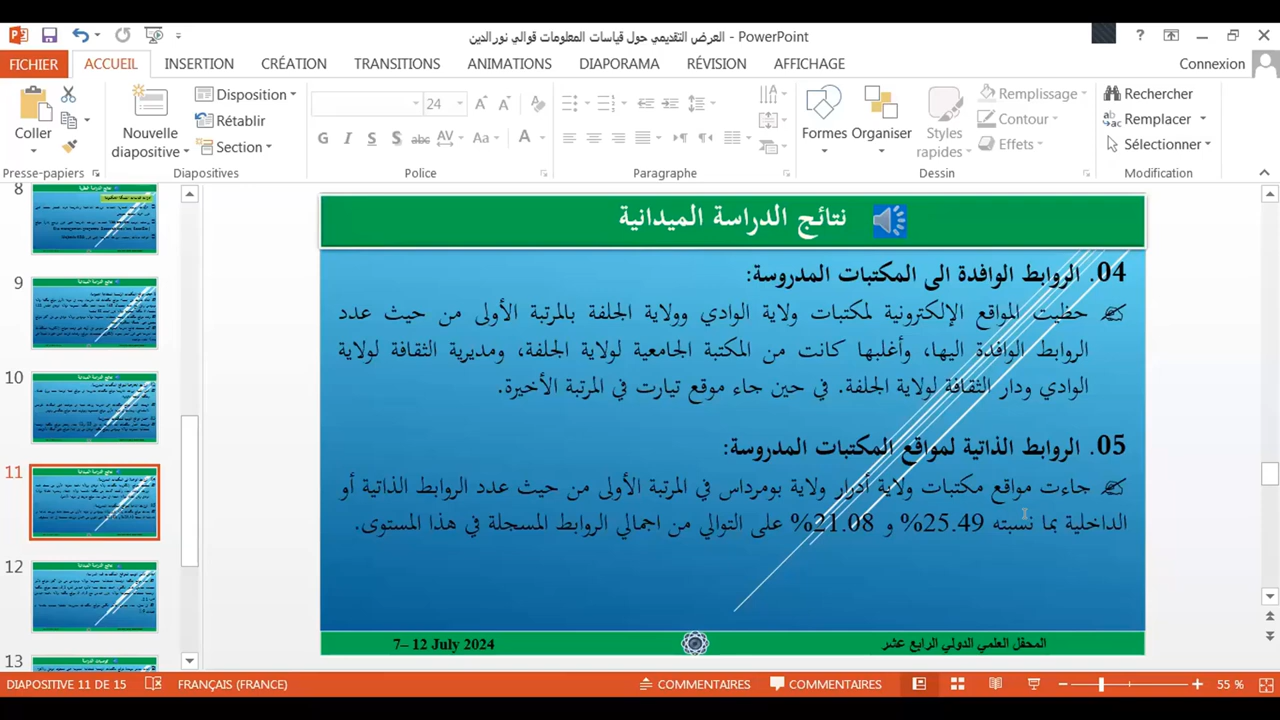 العرض التقديمي حول قياسات المعلومات قوالي نورالدين - PowerPoint
FICHIER ACCUEIL INSERTION CRÉATION TRANSITIONS ANIMATIONS DIAPORAMA RÉVISION AFFICHAGE Connexion
Coller
Nouvelle diapositive
Disposition
Rétablir
Section
24
G I S S abc AV Aa A
Formes
Organiser
Styles rapides
Remplissage
Contour
Effets
Rechercher
Remplacer
Sélectionner
Presse-papiers Diapositives Police Paragraphe Dessin Modification
8
9
10
11
12
13
نتائج الدراسة الميدانية
04. الروابط الوافدة الى المكتبات المدروسة:
حظيت المواقع الإلكترونية لمكتبات ولاية الوادي وولاية الجلفة بالمرتبة الأولى من حيث عدد
الروابط الوافدة اليها، وأغلبها كانت من المكتبة الجامعية لولاية الجلفة، ومديرية الثقافة لولاية
الوادي ودار الثقافة لولاية الجلفة. في حين جاء موقع تيارت في المرتبة الأخيرة.
05. الروابط الذاتية لمواقع المكتبات المدروسة:
جاءت مواقع مكتبات ولاية أدرار ولاية بومرداس في المرتبة الأولى من حيث عدد الروابط الذاتية أو
الداخلية بما نسبته 25.49% و 21.08% على التوالي من اجمالي الروابط المسجلة في هذا المستوى.
المحفل العلمي الدولي الرابع عشر
7– 12 July 2024
DIAPOSITIVE 11 DE 15 FRANÇAIS (FRANCE) COMMENTAIRES COMMENTAIRES 55 %